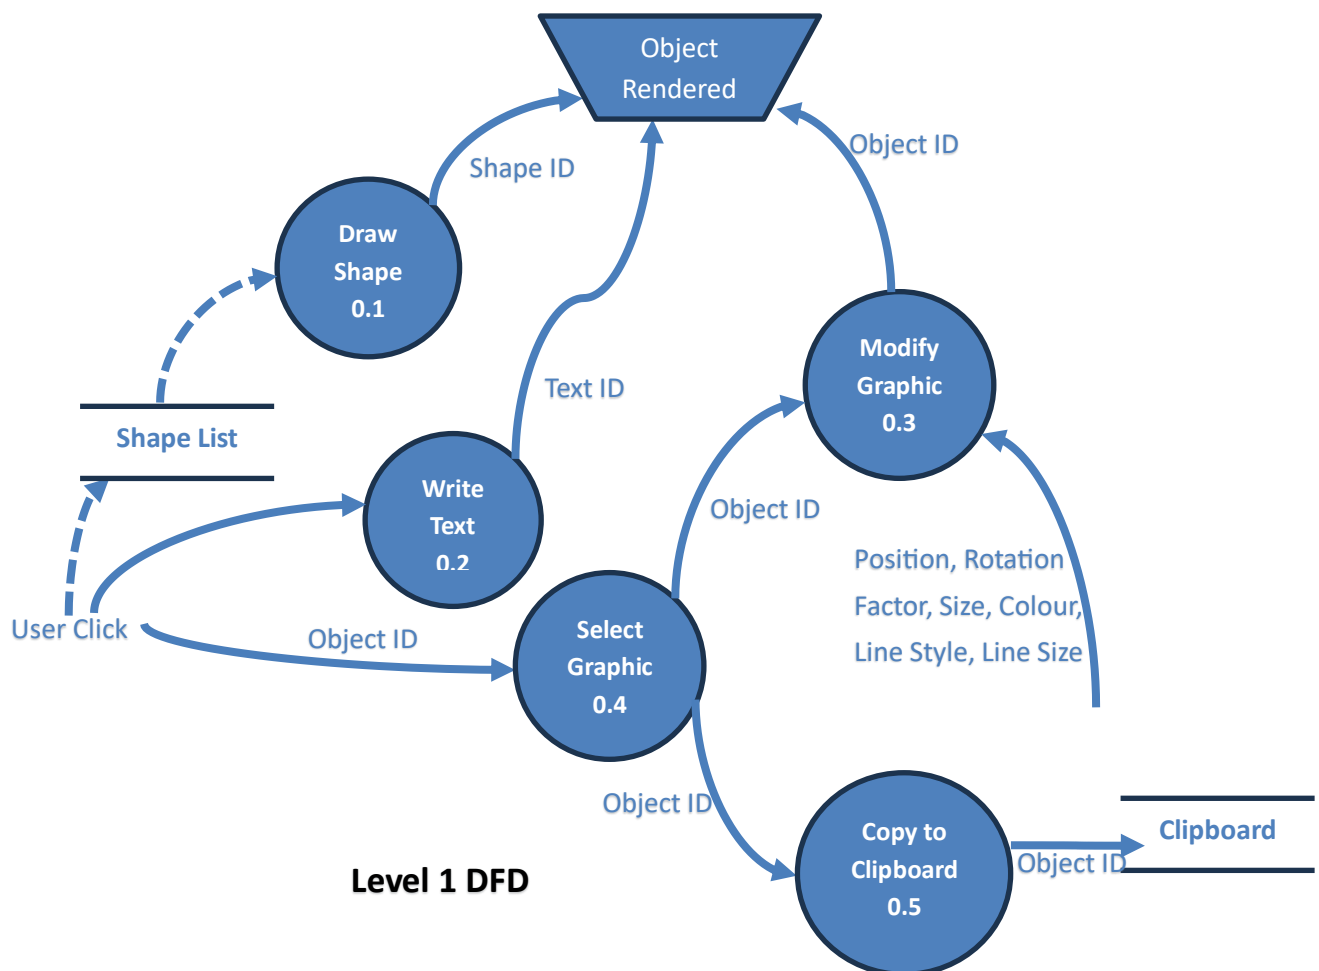 Object
Rendered
Object ID
Shape ID
Draw
Shape
0.1
Modify
Graphic
0.3
Text ID
Shape List
Write
Text
0.2
Object ID
Position, Rotation
Factor, Size, Colour,
Line Style, Line Size
User Click
Object ID
Select
Graphic
0.4
Object ID
Copy to
Clipboard
0.5
Clipboard
Object ID
Level 1 DFD